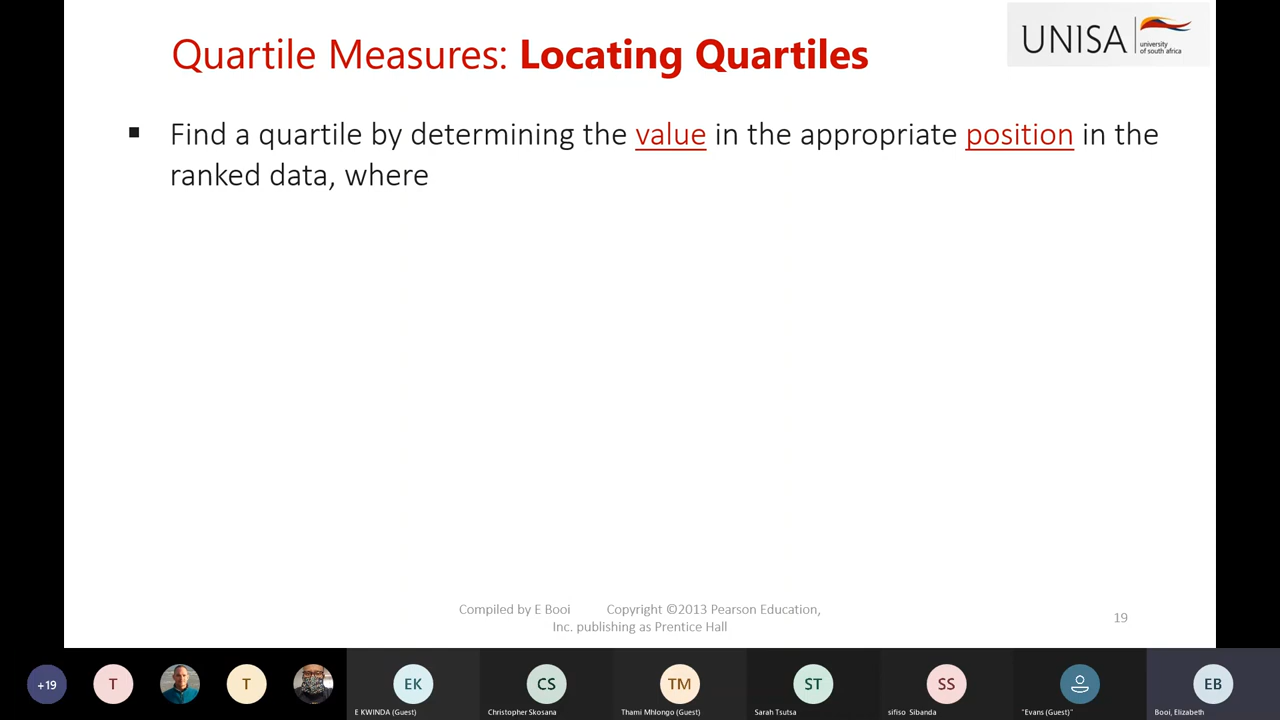 Quartile Measures: Locating Quartiles
UNISA
university
of south africa
Find a quartile by determining the value in the appropriate position in the
ranked data, where
Compiled by E Booi Copyright ©2013 Pearson Education,
Inc. publishing as Prentice Hall
19
+19
T
T
EK
CS
TM
ST
SS
EB
E KWINDA (Guest)
Christopher Skosana
Thami Mhlongo (Guest)
Sarah Tsutsa
sifiso Sibanda
"Evans (Guest)"
Booi, Elizabeth